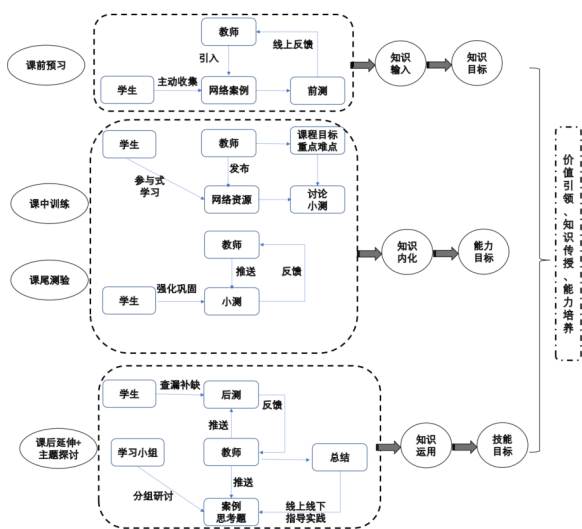 课前预习
教师
引入
线上反馈
学生
主动收集
网络案例
前测
知识
输入
知识
目标
学生
教师
课程目标
重点难点
参与式
学习
发布
网络资源
讨论
小测
课中训练
教师
推送
反馈
课尾测验
学生
强化巩固
小测
知识
内化
能力
目标
价值引领、知识传授、能力培养
学生
查漏补缺
后测
反馈
推送
课后延伸+
主题探讨
学习小组
教师
总结
分组研讨
推送
案例
思考题
线上线下
指导实践
知识
运用
技能
目标